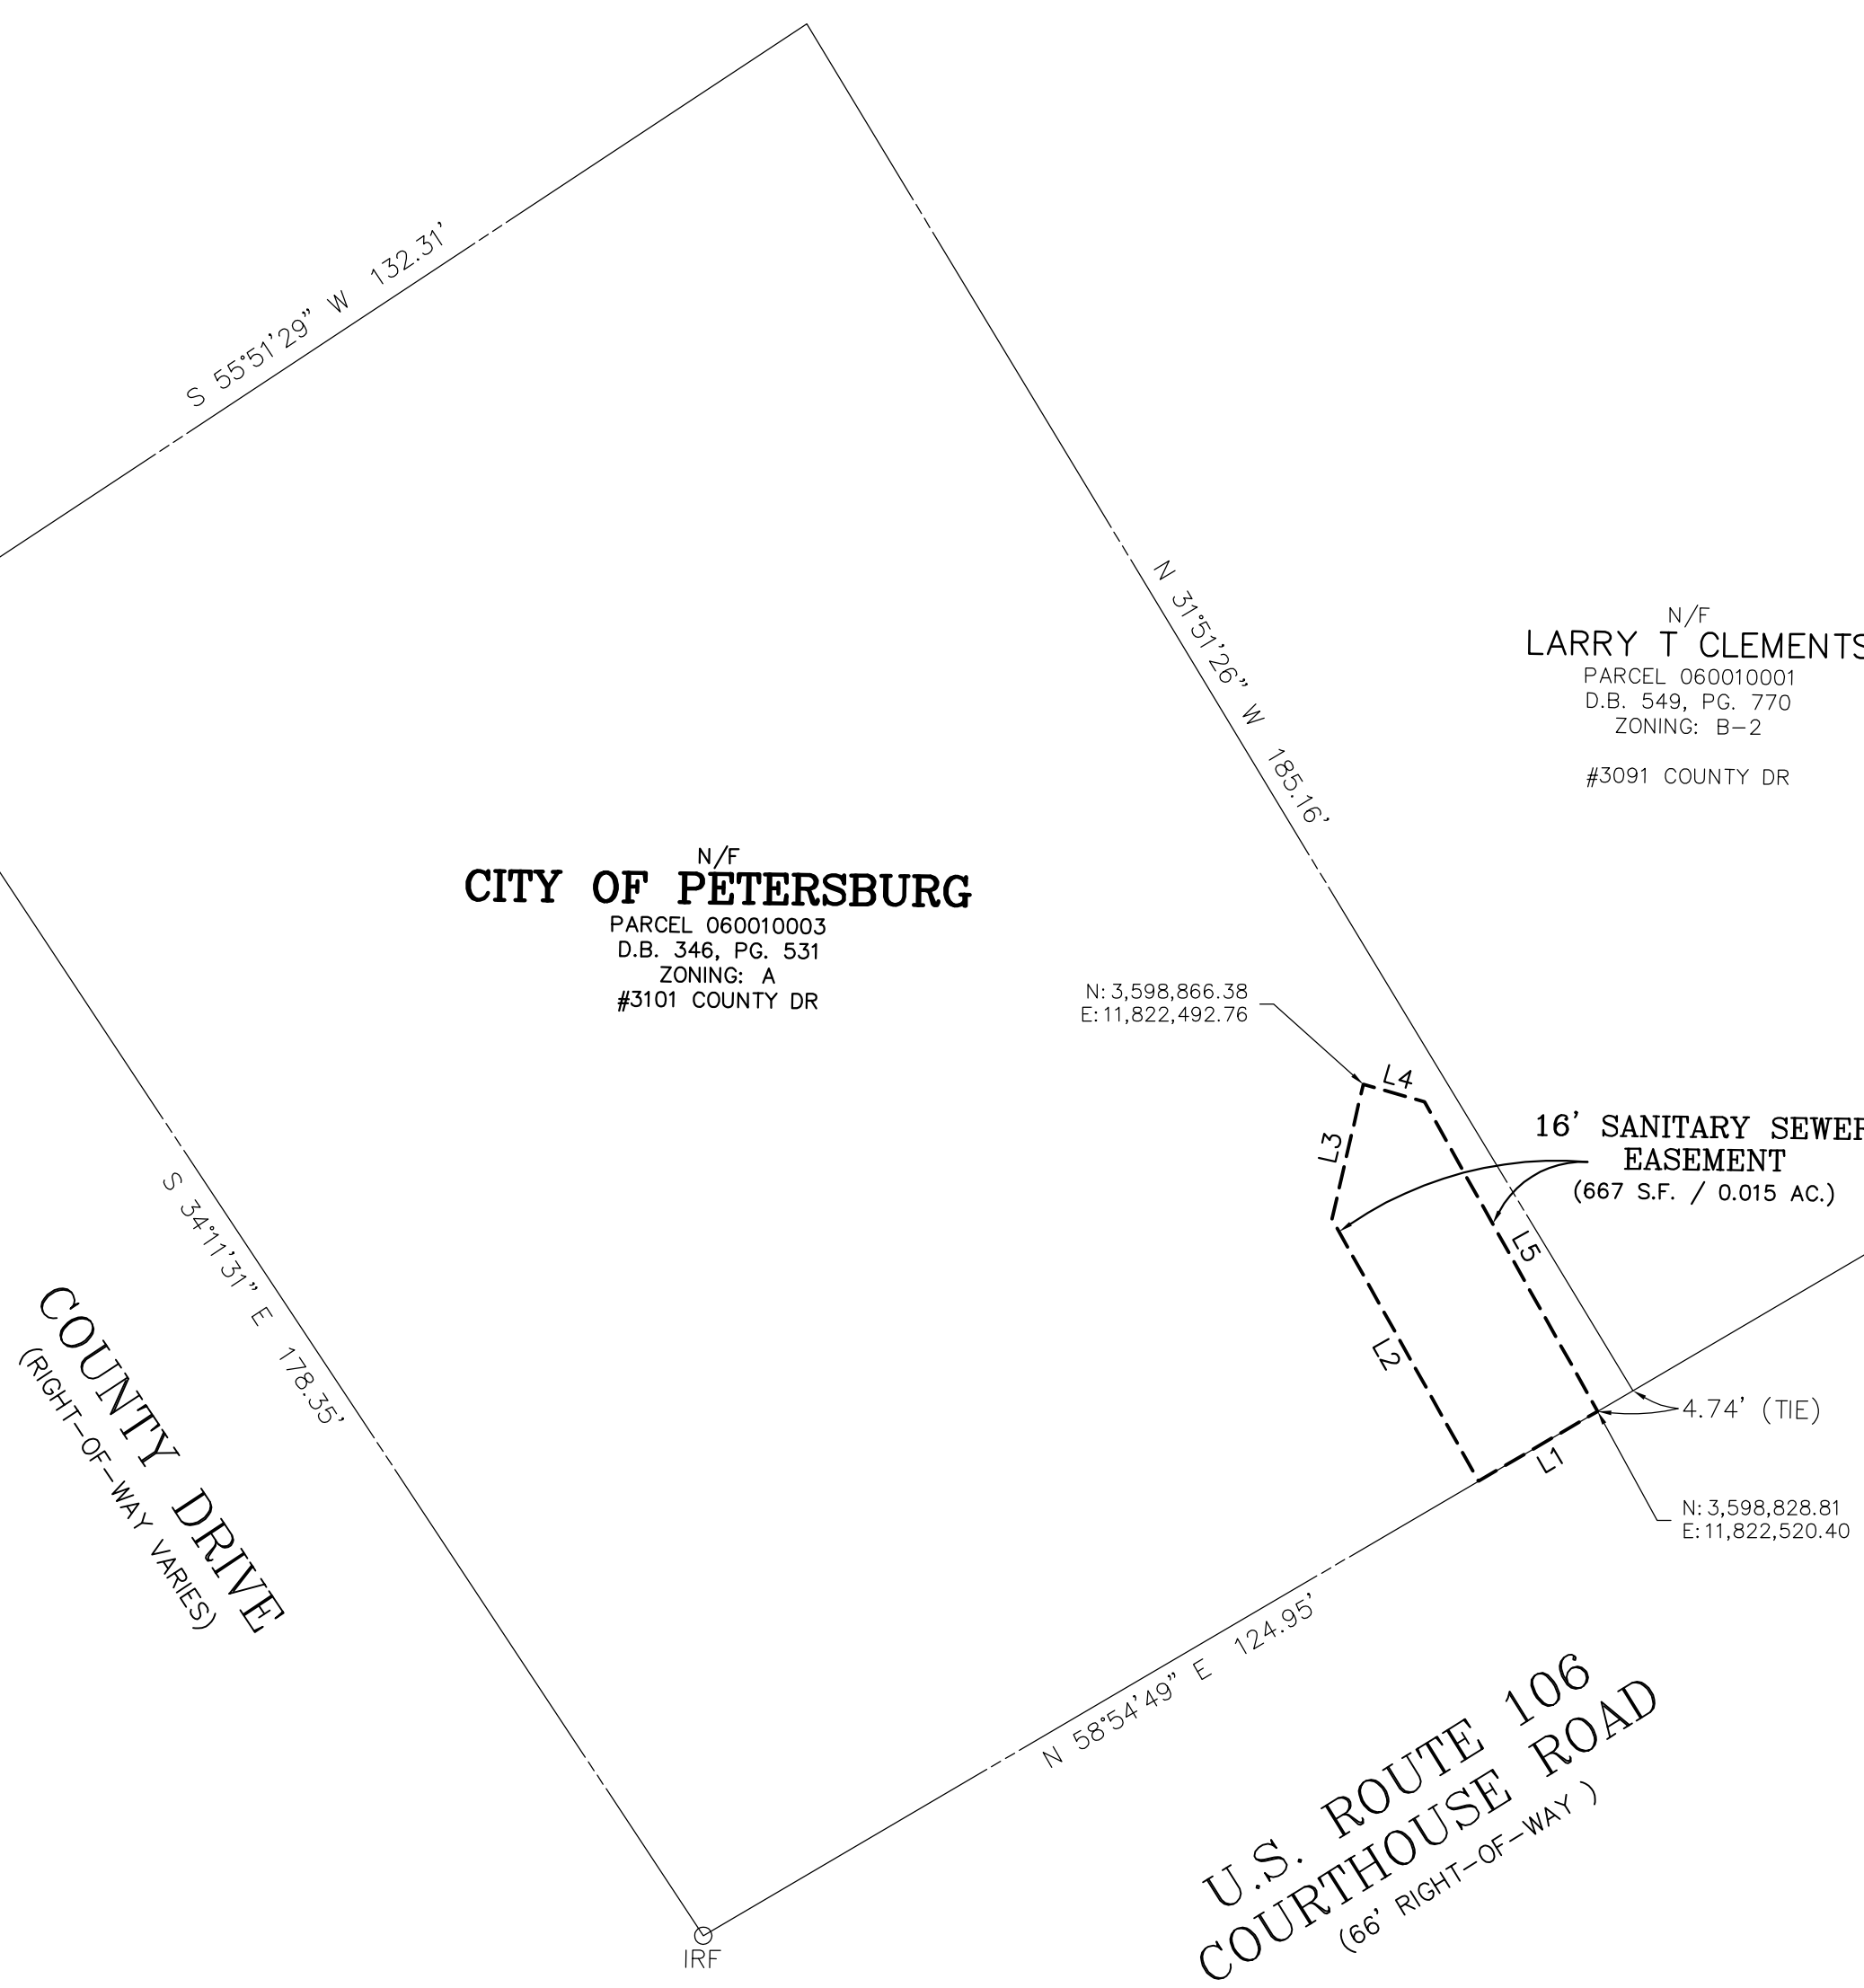 S 55°51'29" W 132.31'
N 31°51'26" W 185.16'
N/F
LARRY T CLEMENTS
PARCEL 060010001
D.B. 549, PG. 770
ZONING: B-2
#3091 COUNTY DR
N/F
CITY OF PETERSBURG
PARCEL 060010003
D.B. 346, PG. 531
ZONING: A
#3101 COUNTY DR
N: 3,598,866.38
E: 11,822,492.76
L4
L3
16' SANITARY SEWER
EASEMENT
(667 S.F. / 0.015 AC.)
L5
L2
S 34°11'31" E 178.35'
COUNTY DRIVE
(RIGHT-OF-WAY VARIES)
4.74' (TIE)
L1
N: 3,598,828.81
E: 11,822,520.40
N 58°54'49" E 124.95'
U.S. ROUTE 106
COURTHOUSE ROAD
(66' RIGHT-OF-WAY )
IRF